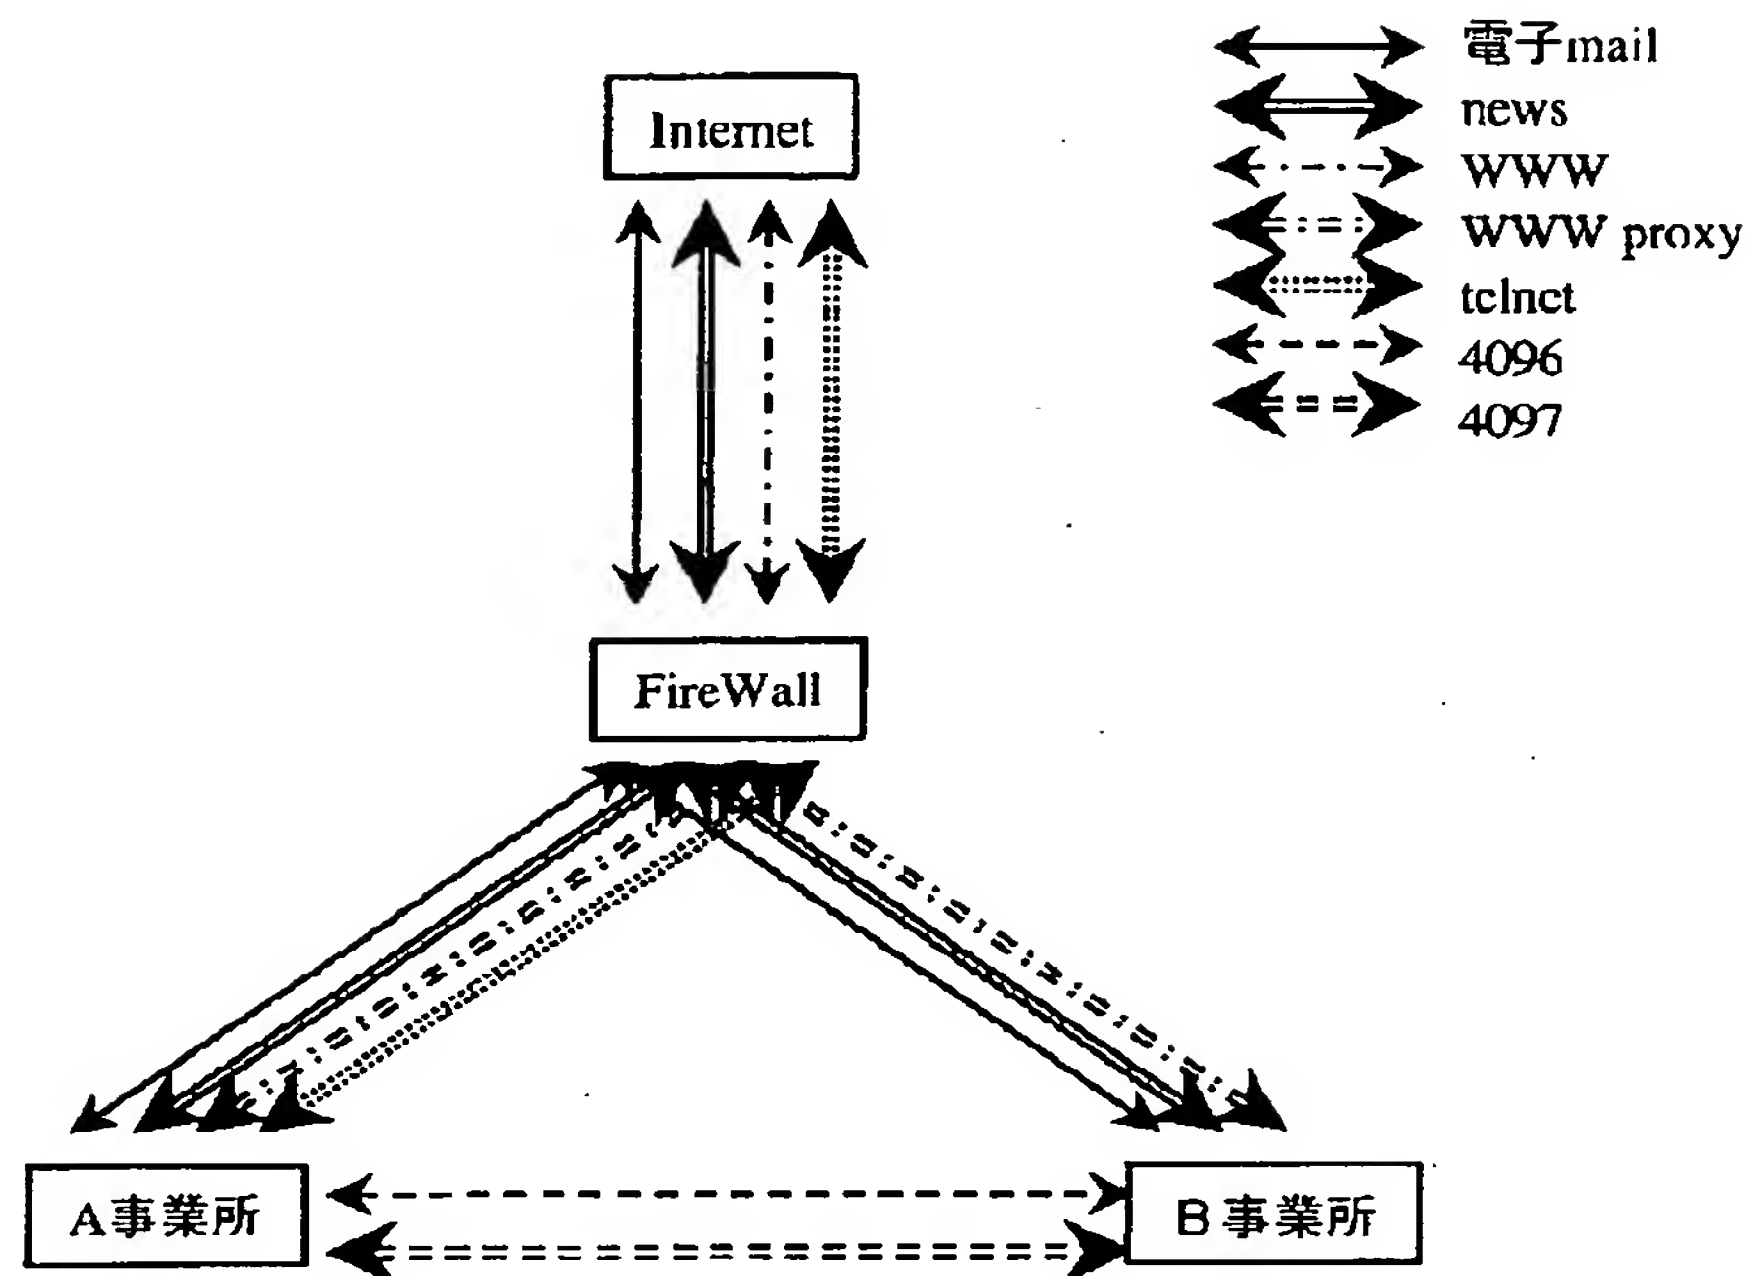 電子mail
news
WWW
WWW proxy
telnet
4096
4097
Internet
FireWall
A事業所
B事業所